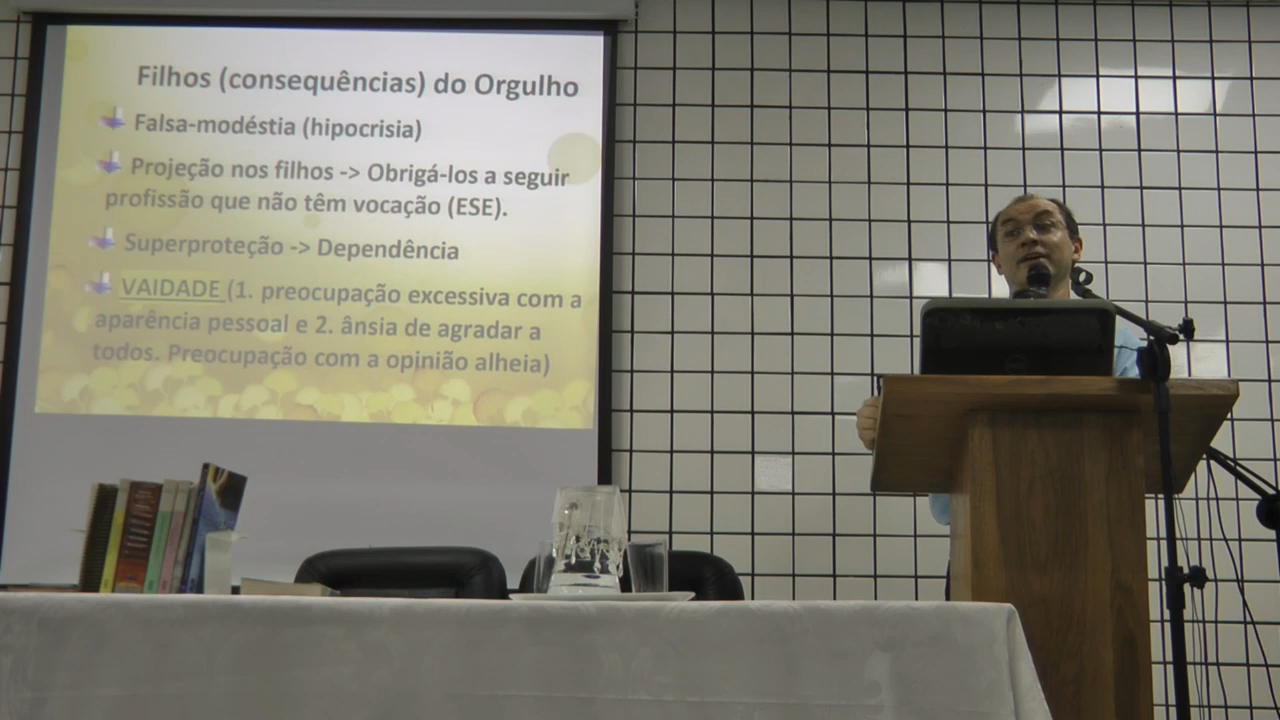 Filhos (consequências) do Orgulho
Falsa-modéstia (hipocrisia)
Projeção nos filhos -> Obrigá-los a seguir
profissão que não têm vocação (ESE).
Superproteção -> Dependência
VAIDADE (1. preocupação excessiva com a
aparência pessoal e 2. ânsia de agradar a
todos. Preocupação com a opinião alheia)